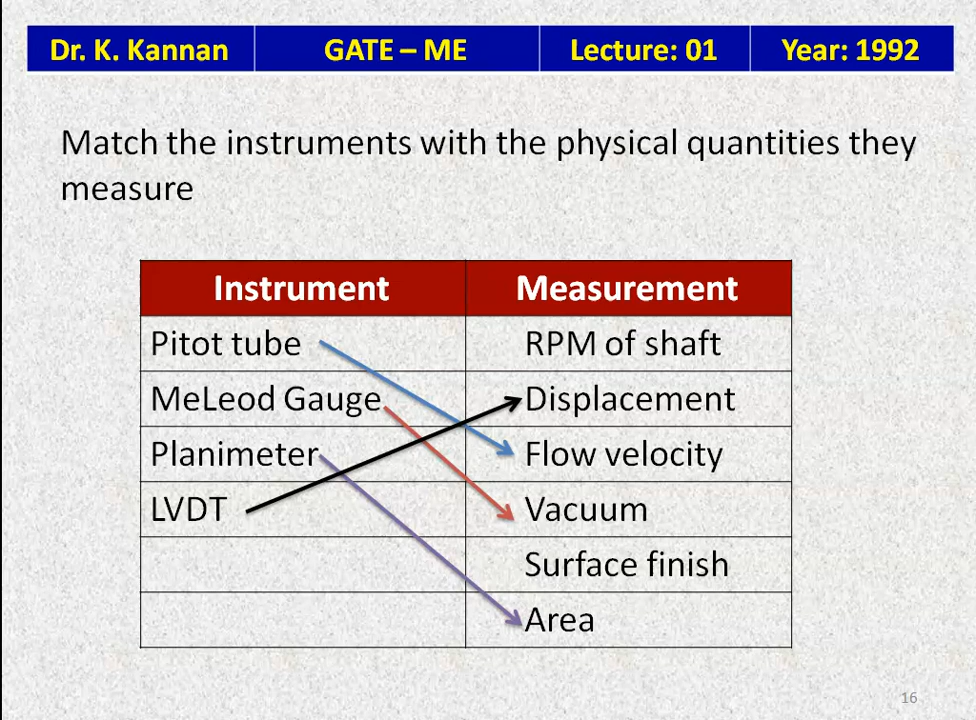 Dr. K. Kannan GATE – ME Lecture: 01 Year: 1992
Match the instruments with the physical quantities they
measure
Instrument Measurement
Pitot tube RPM of shaft
MeLeod Gauge Displacement
Planimeter Flow velocity
LVDT Vacuum
Surface finish
Area
16